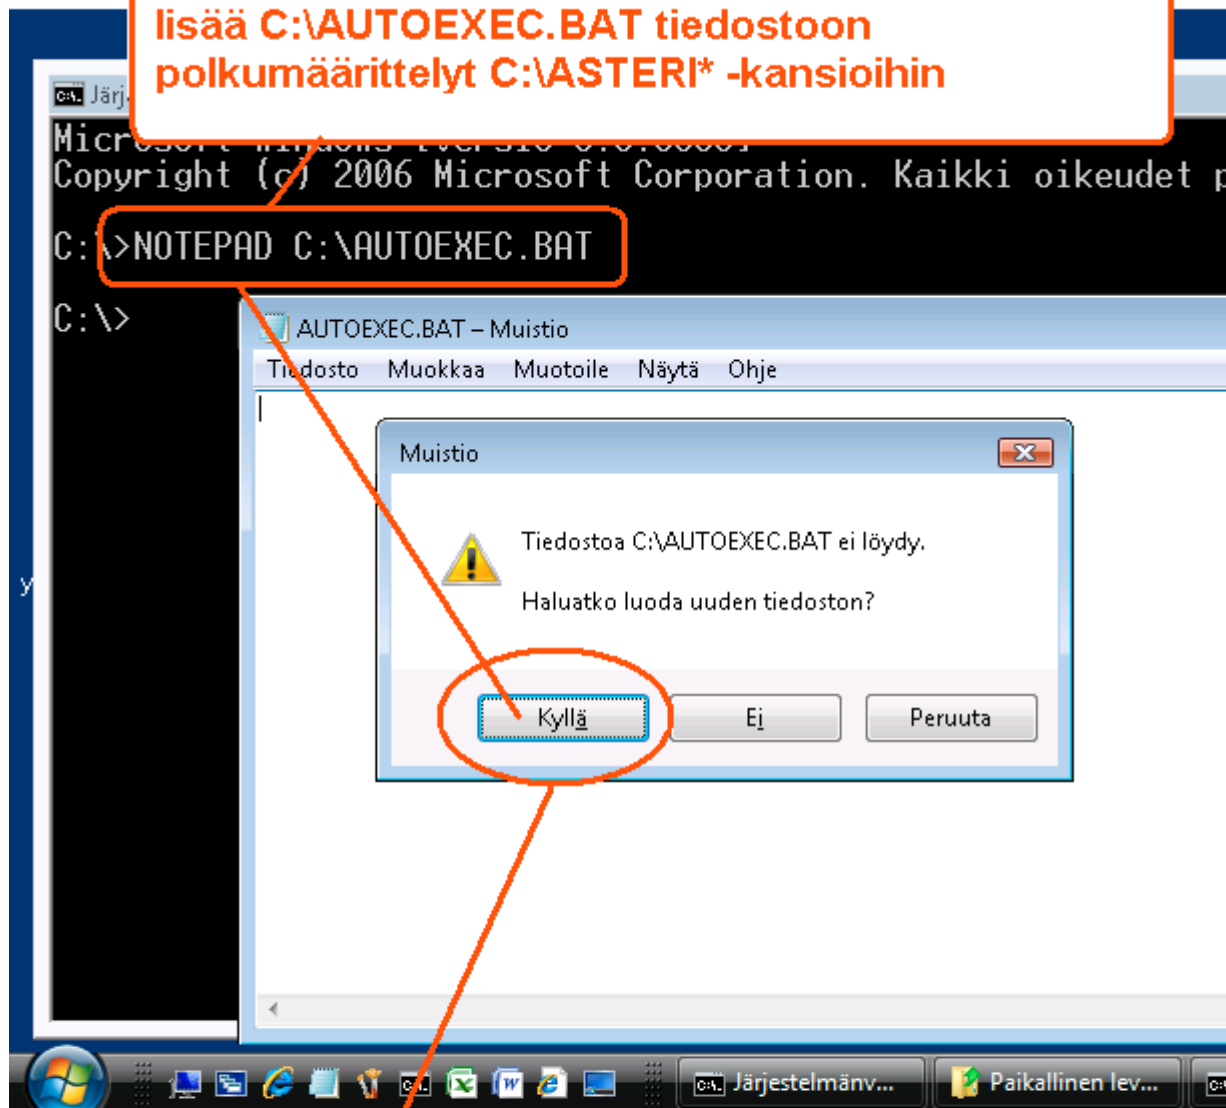 lisää C:\AUTOEXEC.BAT tiedostoon
polkumäärittelyt C:\ASTERI* -kansioihin
Järj
Copyright (c) 2006 Microsoft Corporation. Kaikki oikeudet p
C:\>NOTEPAD C:\AUTOEXEC.BAT
C:\>
AUTOEXEC.BAT – Muistio
Tiedosto Muokkaa Muotoile Näytä Ohje
Muistio
Tiedostoa C:\AUTOEXEC.BAT ei löydy.
y
Haluatko luoda uuden tiedoston?
Kyllä Ei Peruuta
Järjestelmänv... Paikallinen lev...